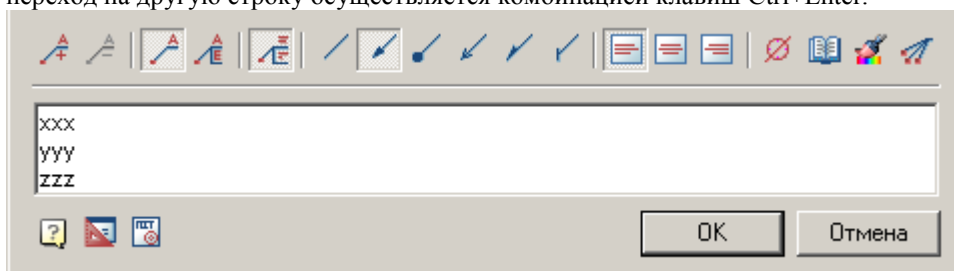 переход на другую строку осуществляется комбинацией клавиш Ctrl+Enter.
xxx
yyy
zzz
OK
Отмена